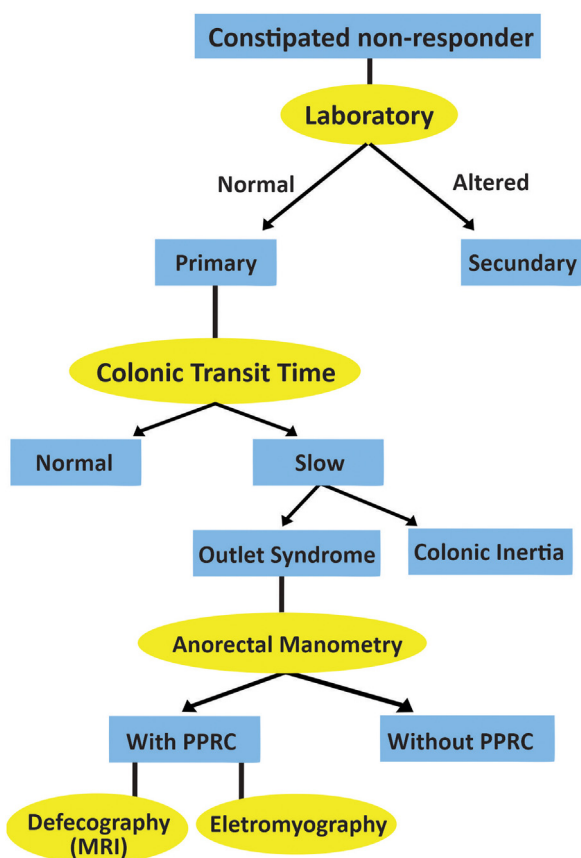 Constipated non-responder
Laboratory
Normal
Altered
Primary
Secundary
Colonic Transit Time
Normal
Slow
Outlet Syndrome
Colonic Inertia
Anorectal Manometry
With PPRC
Without PPRC
Defecography
(MRI)
Eletromyography